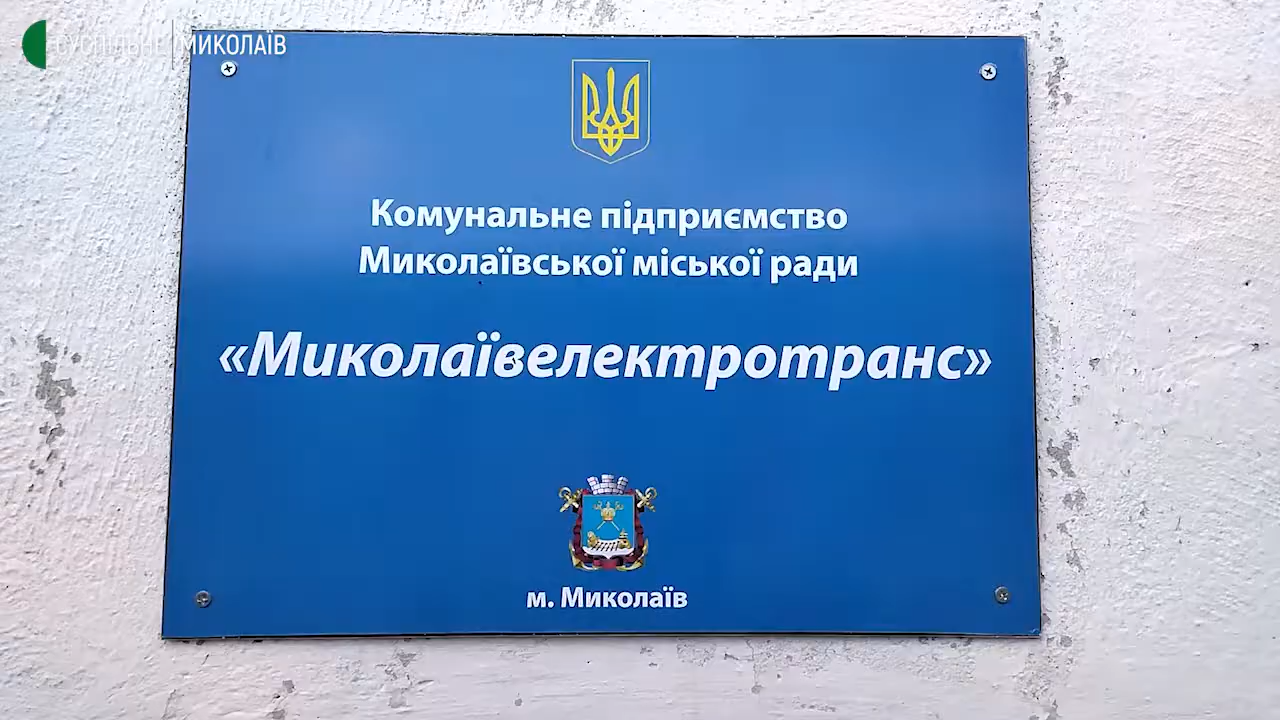 СУСПІЛЬНЕ | МИКОЛАЇВ
Комунальне підприємство
Миколаївської міської ради
«Миколаївелектротранс»
м. Миколаїв